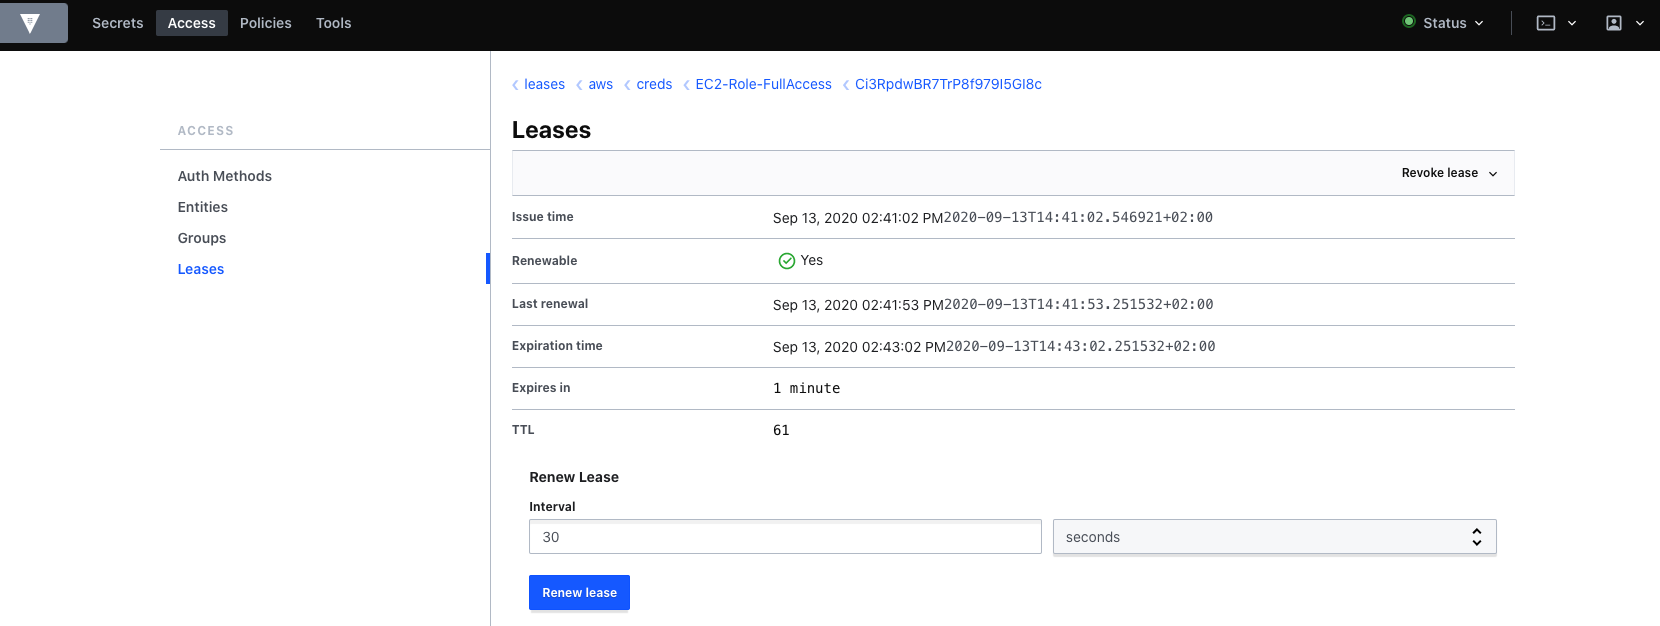 Secrets Access Policies Tools Status
leases aws creds EC2-Role-FullAccess Ci3RpdwBR7TrP8f979I5GI8c
ACCESS
Auth Methods
Entities
Groups
Leases
Leases
Revoke lease
Issue time Sep 13, 2020 02:41:02 PM2020-09-13T14:41:02.546921+02:00
Renewable Yes
Last renewal Sep 13, 2020 02:41:53 PM2020-09-13T14:41:53.251532+02:00
Expiration time Sep 13, 2020 02:43:02 PM2020-09-13T14:43:02.251532+02:00
Expires in 1 minute
TTL 61
Renew Lease
Interval
30 seconds
Renew lease